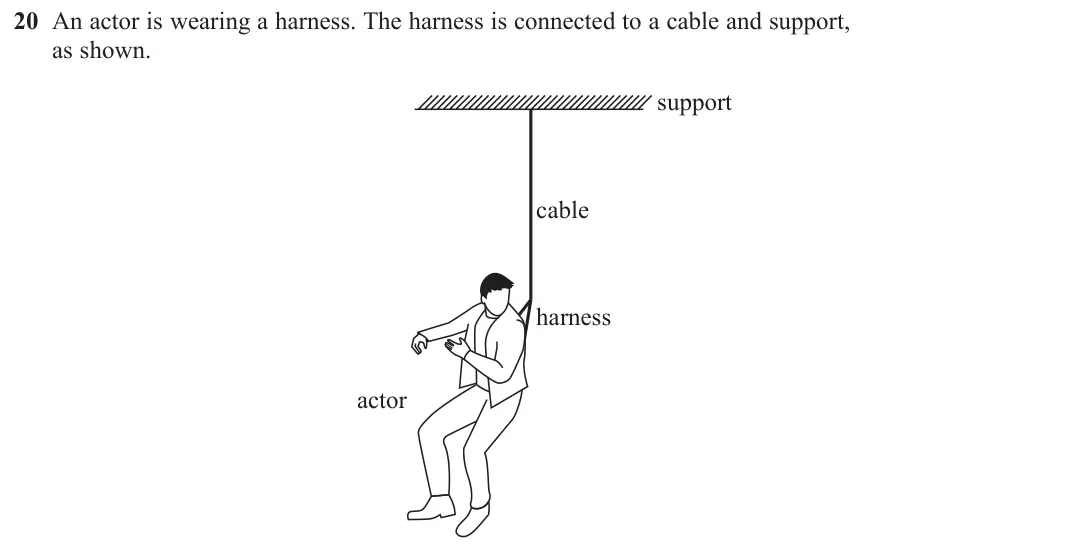 20 An actor is wearing a harness. The harness is connected to a cable and support,
as shown.
support
cable
harness
actor